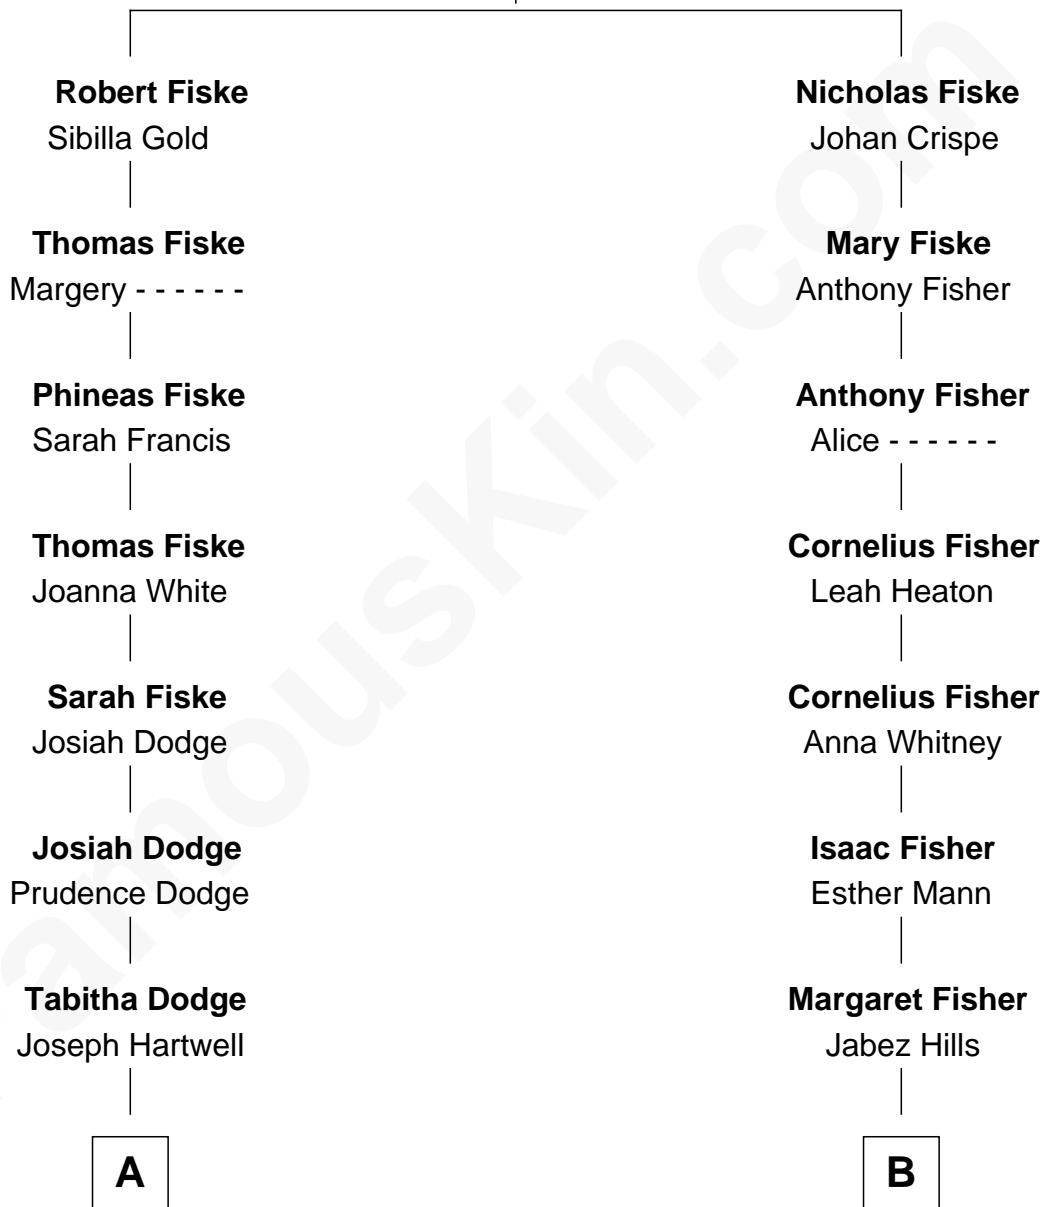 Robert Fiske
Sibilla Gold
Thomas Fiske
Margery - - - - - -
Phineas Fiske
Sarah Francis
Thomas Fiske
Joanna White
Sarah Fiske
Josiah Dodge
Josiah Dodge
Prudence Dodge
Tabitha Dodge
Joseph Hartwell
A
Nicholas Fiske
Johan Crispe
Mary Fiske
Anthony Fisher
Anthony Fisher
Alice - - - - - -
Cornelius Fisher
Leah Heaton
Cornelius Fisher
Anna Whitney
Isaac Fisher
Esther Mann
Margaret Fisher
Jabez Hills
B
amouskin.com